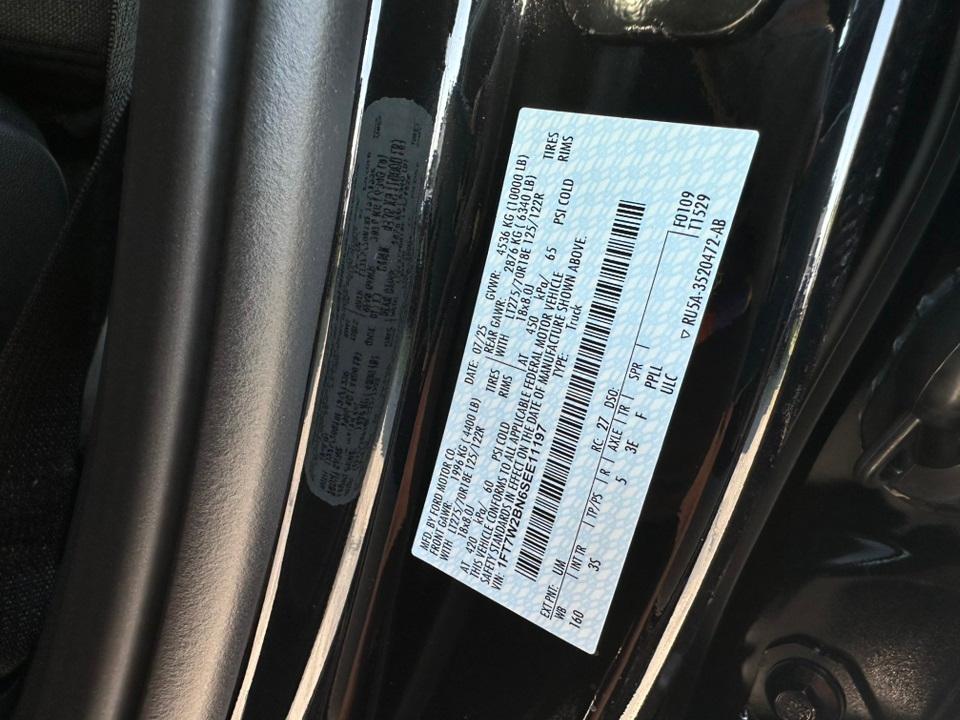 MFD. BY FORD MOTOR CO.
DATE: 07/25 GVWR: 4536 KG (10000 LB)
FRONT GAWR: 1996 KG (4400 LB) REAR GAWR: 2876 KG (6340 LB)
WITH LT275/70R18E 125/122R TIRES WITH LT275/70R18E 125/122R TIRES
18x8.0J RIMS 18x8.0J RIMS
AT 420 kPa/ 60 PSI COLD AT 450 kPa/ 65 PSI COLD
THIS VEHICLE CONFORMS TO ALL APPLICABLE FEDERAL MOTOR VEHICLE
SAFETY STANDARDS IN EFFECT ON THE DATE OF MANUFACTURE SHOWN ABOVE.
VIN: 1FT7W2BN6SEE11197 TYPE: Truck
EXT PNT: UM RC: 27 DSO: F0109
WB INT TR TP/PS R AXLE TR SPR TT529
160 3S 5 3E F PPLL
ULC
▽ RU5A-3520472-AB